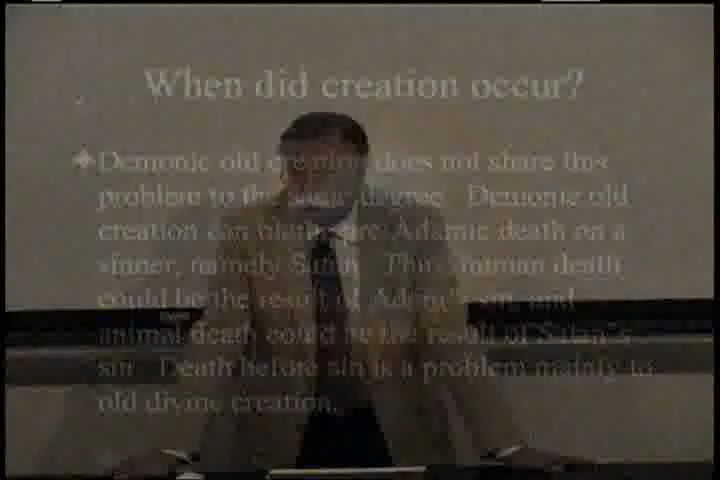 When did creation occur?
Demonic old creation does not share this
problem to the same degree. Demonic old
creation can blame pre Adamic death on a
sinner, namely Satan. Thus human death
could be the result of Adam's sin, and
animal death could be the result of Satan's
sin. Death before sin is a problem mainly to
old divine creation.